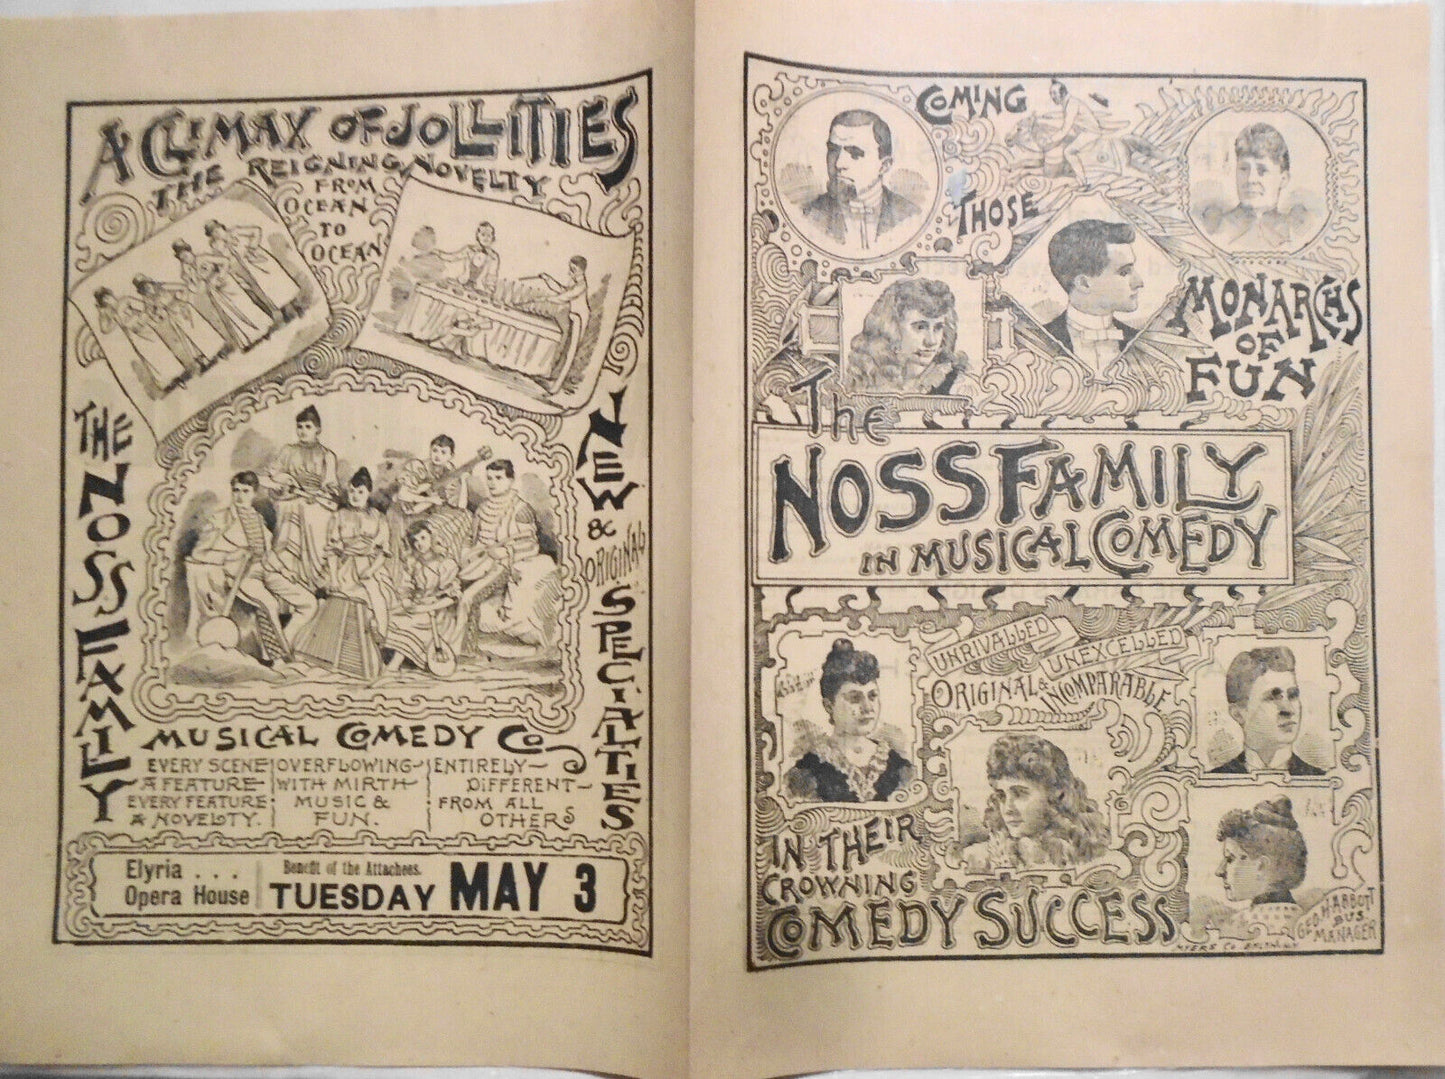 A CLIMAX OF JOLLITIES
THE REIGNING NOVELTY
FROM
OCEAN
TO
OCEAN
THE NOSS FAMILY
NEW
&
ORIGINAL
SPECIALTIES
MUSICAL COMEDY CO
EVERY SCENE
A FEATURE
EVERY FEATURE
A NOVELTY.
OVERFLOWING
WITH MIRTH
MUSIC &
FUN.
ENTIRELY
DIFFERENT
FROM ALL
OTHERS
Elyria . . .
Opera House
Benefit of the Attachees.
TUESDAY MAY 3
COMING
THOSE
MONARCHS
OF
FUN
The
NOSS FAMILY
IN MUSICAL COMEDY
UNRIVALLED
UNEXCELLED
ORIGINAL &
INCOMPARABLE
IN THEIR
CROWNING
COMEDY SUCCESS
GEO. H. ABBOTT
BUS
MANAGER